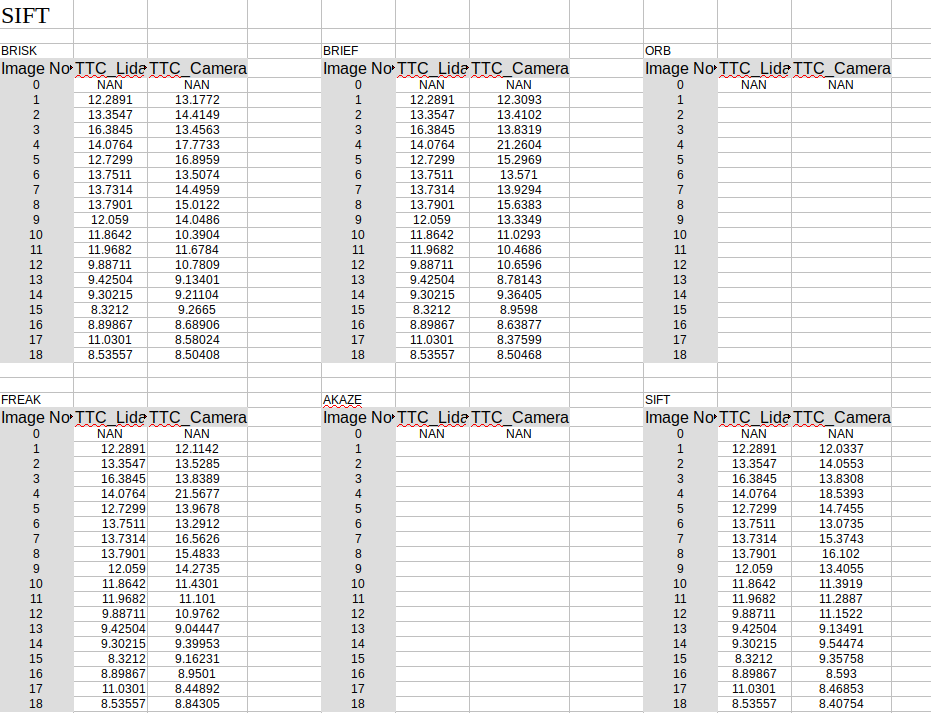 SIFT
BRISK BRIEF ORB
Image No TTC_Lida TTC_Camera Image No TTC_Lida TTC_Camera Image No TTC_Lida TTC_Camera
0 NAN NAN 0 NAN NAN 0 NAN NAN
1 12.2891 13.1772 1 12.2891 12.3093 1
2 13.3547 14.4149 2 13.3547 13.4102 2
3 16.3845 13.4563 3 16.3845 13.8319 3
4 14.0764 17.7733 4 14.0764 21.2604 4
5 12.7299 16.8959 5 12.7299 15.2969 5
6 13.7511 13.5074 6 13.7511 13.571 6
7 13.7314 14.4959 7 13.7314 13.9294 7
8 13.7901 15.0122 8 13.7901 15.6383 8
9 12.059 14.0486 9 12.059 13.3349 9
10 11.8642 10.3904 10 11.8642 11.0293 10
11 11.9682 11.6784 11 11.9682 10.4686 11
12 9.88711 10.7809 12 9.88711 10.6596 12
13 9.42504 9.13401 13 9.42504 8.78143 13
14 9.30215 9.21104 14 9.30215 9.36405 14
15 8.3212 9.2665 15 8.3212 8.9598 15
16 8.89867 8.68906 16 8.89867 8.63877 16
17 11.0301 8.58024 17 11.0301 8.37599 17
18 8.53557 8.50408 18 8.53557 8.50468 18
FREAK AKAZE SIFT
Image No TTC_Lida TTC_Camera Image No TTC_Lida TTC_Camera Image No TTC_Lida TTC_Camera
0 NAN NAN 0 NAN NAN 0 NAN NAN
1 12.2891 12.1142 1 1 12.2891 12.0337
2 13.3547 13.5285 2 2 13.3547 14.0553
3 16.3845 13.8389 3 3 16.3845 13.8308
4 14.0764 21.5677 4 4 14.0764 18.5393
5 12.7299 13.9678 5 5 12.7299 14.7455
6 13.7511 13.2912 6 6 13.7511 13.0735
7 13.7314 16.5626 7 7 13.7314 15.3743
8 13.7901 15.4833 8 8 13.7901 16.102
9 12.059 14.2735 9 9 12.059 13.4055
10 11.8642 11.4301 10 10 11.8642 11.3919
11 11.9682 11.101 11 11 11.9682 11.2887
12 9.88711 10.9762 12 12 9.88711 11.1522
13 9.42504 9.04447 13 13 9.42504 9.13491
14 9.30215 9.39953 14 14 9.30215 9.54474
15 8.3212 9.16231 15 15 8.3212 9.35758
16 8.89867 8.9501 16 16 8.89867 8.593
17 11.0301 8.44892 17 17 11.0301 8.46853
18 8.53557 8.84305 18 18 8.53557 8.40754